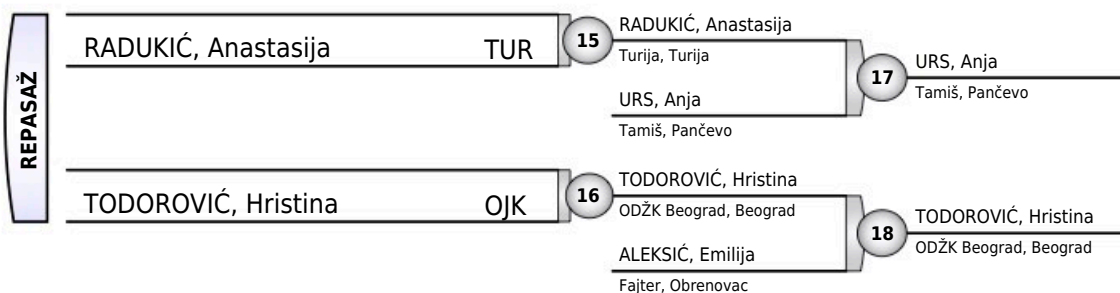 REPASAŽ
RADUKIĆ, Anastasija TUR
15
RADUKIĆ, Anastasija
Turija, Turija
URS, Anja
Tamiš, Pančevo
17
URS, Anja
Tamiš, Pančevo
TODOROVIĆ, Hristina OJK
16
TODOROVIĆ, Hristina
ODŽK Beograd, Beograd
ALEKSIĆ, Emilija
Fajter, Obrenovac
18
TODOROVIĆ, Hristina
ODŽK Beograd, Beograd